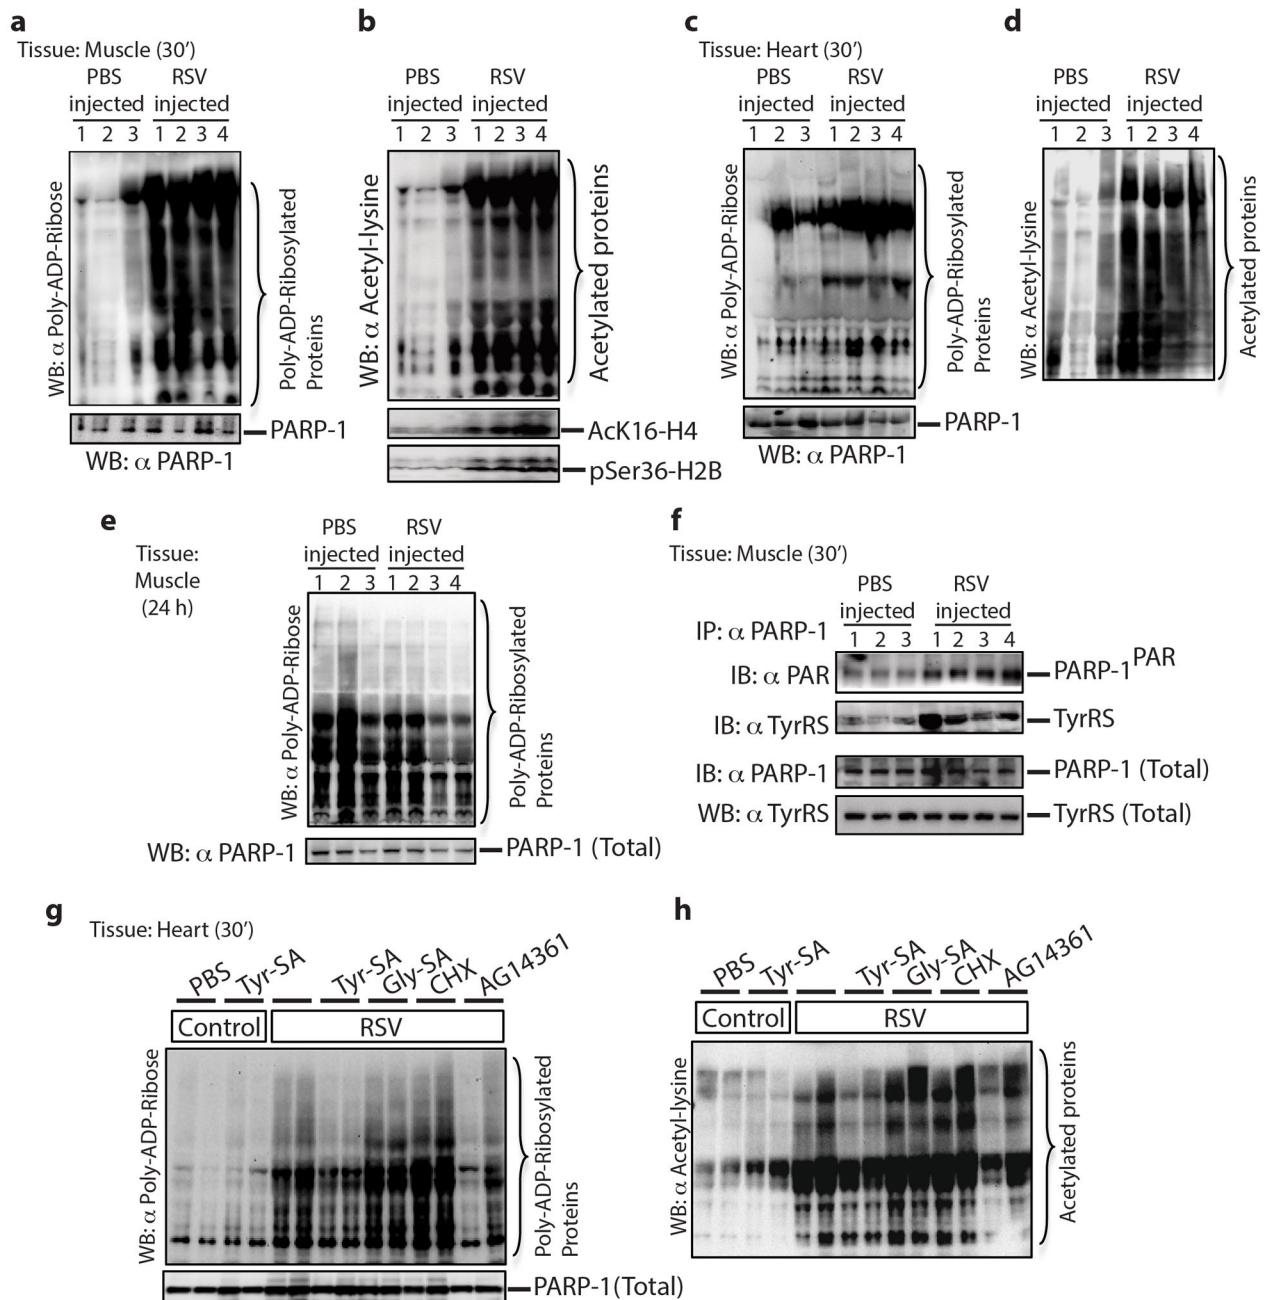 a
Tissue: Muscle (30′)
PBS
injected
RSV
injected
1 2 3 1 2 3 4
WB: α Poly-ADP-Ribose
Poly-ADP-Ribosylated
Proteins
PARP-1
WB: α PARP-1
b
PBS
injected
RSV
injected
1 2 3 1 2 3 4
WB: α Acetyl-lysine
Acetylated proteins
AcK16-H4
pSer36-H2B
c
Tissue: Heart (30′)
PBS
injected
RSV
injected
1 2 3 1 2 3 4
WB: α Poly-ADP-Ribose
Poly-ADP-Ribosylated
Proteins
PARP-1
WB: α PARP-1
d
PBS
injected
RSV
injected
1 2 3 1 2 3 4
WB: α Acetyl-lysine
Acetylated proteins
e
Tissue:
Muscle
(24 h)
PBS
injected
RSV
injected
1 2 3 1 2 3 4
WB: α Poly-ADP-Ribose
Poly-ADP-Ribosylated
Proteins
WB: α PARP-1
PARP-1 (Total)
f
Tissue: Muscle (30′)
PBS
injected
RSV
injected
IP: α PARP-1
1 2 3 1 2 3 4
IB: α PAR
PARP-1PAR
IB: α TyrRS
TyrRS
IB: α PARP-1
PARP-1 (Total)
WB: α TyrRS
TyrRS (Total)
g
Tissue: Heart (30′)
PBS
Tyr-SA
Tyr-SA
Gly-SA
CHX
AG14361
Control
RSV
WB: α Poly-ADP-Ribose
Poly-ADP-Ribosylated
Proteins
PARP-1(Total)
h
PBS
Tyr-SA
Tyr-SA
Gly-SA
CHX
AG14361
Control
RSV
WB: α Acetyl-lysine
Acetylated proteins